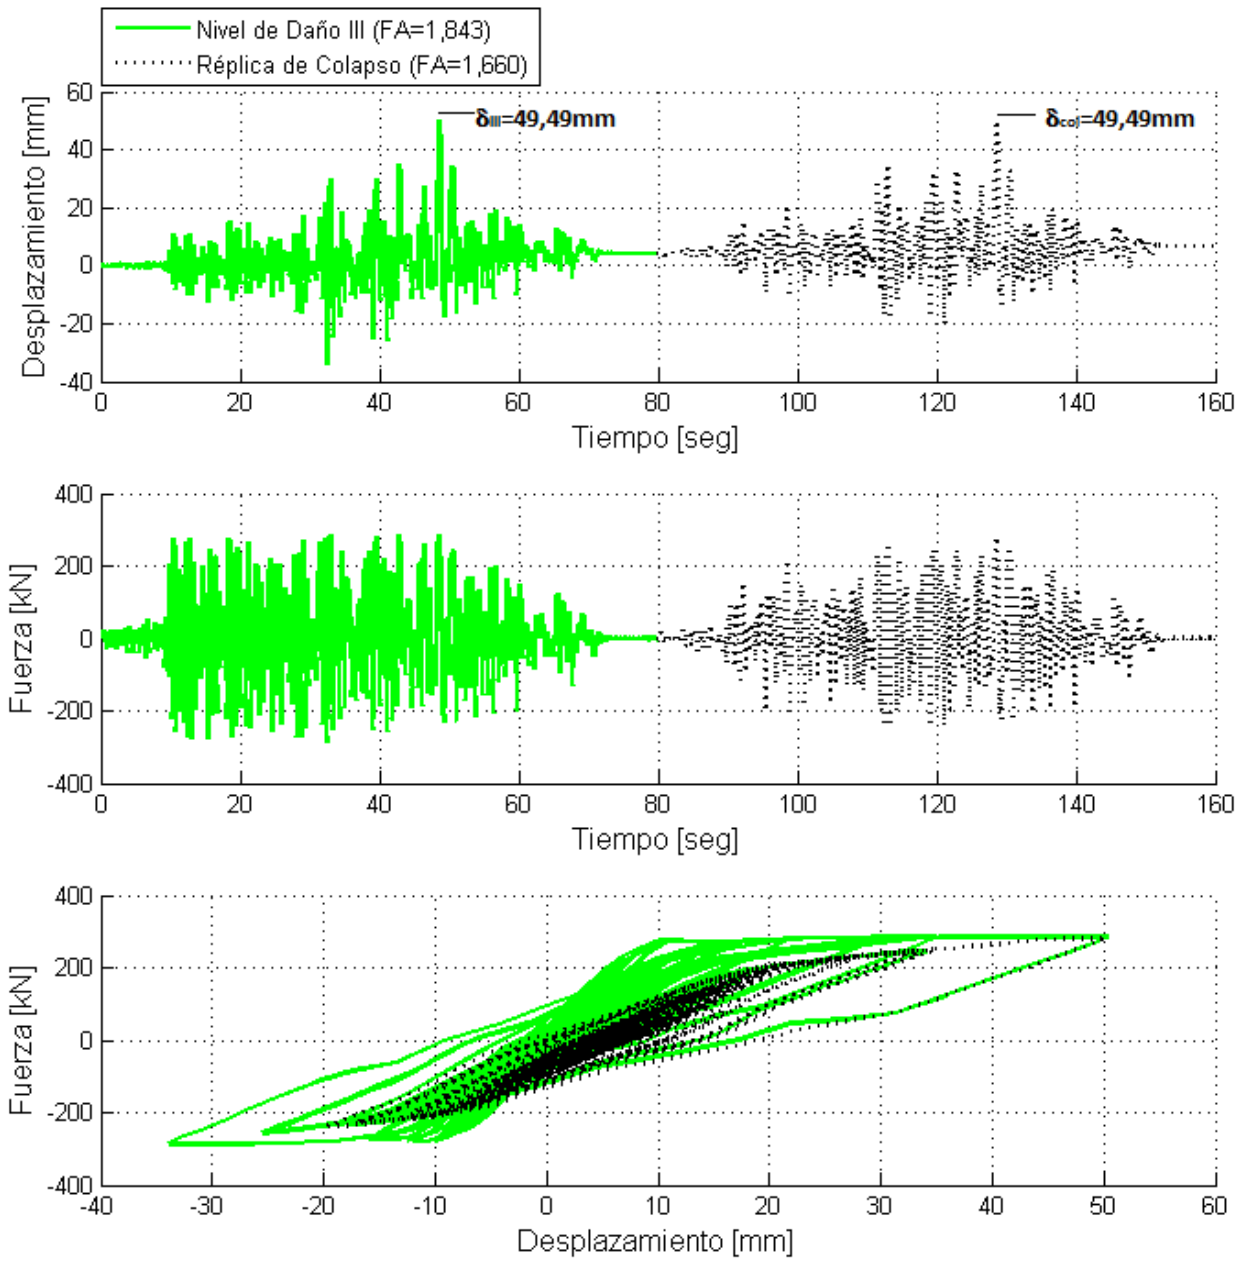 Nivel de Daño III (FA=1,843)
Réplica de Colapso (FA=1,660)
δIII=49,49mm
δcol=49,49mm
Desplazamiento [mm]
60
40
20
0
-20
-40
0 20 40 60 80 100 120 140 160
Tiempo [seg]
Fuerza [kN]
400
200
0
-200
-400
0 20 40 60 80 100 120 140 160
Tiempo [seg]
Fuerza [kN]
400
200
0
-200
-400
-40 -30 -20 -10 0 10 20 30 40 50 60
Desplazamiento [mm]